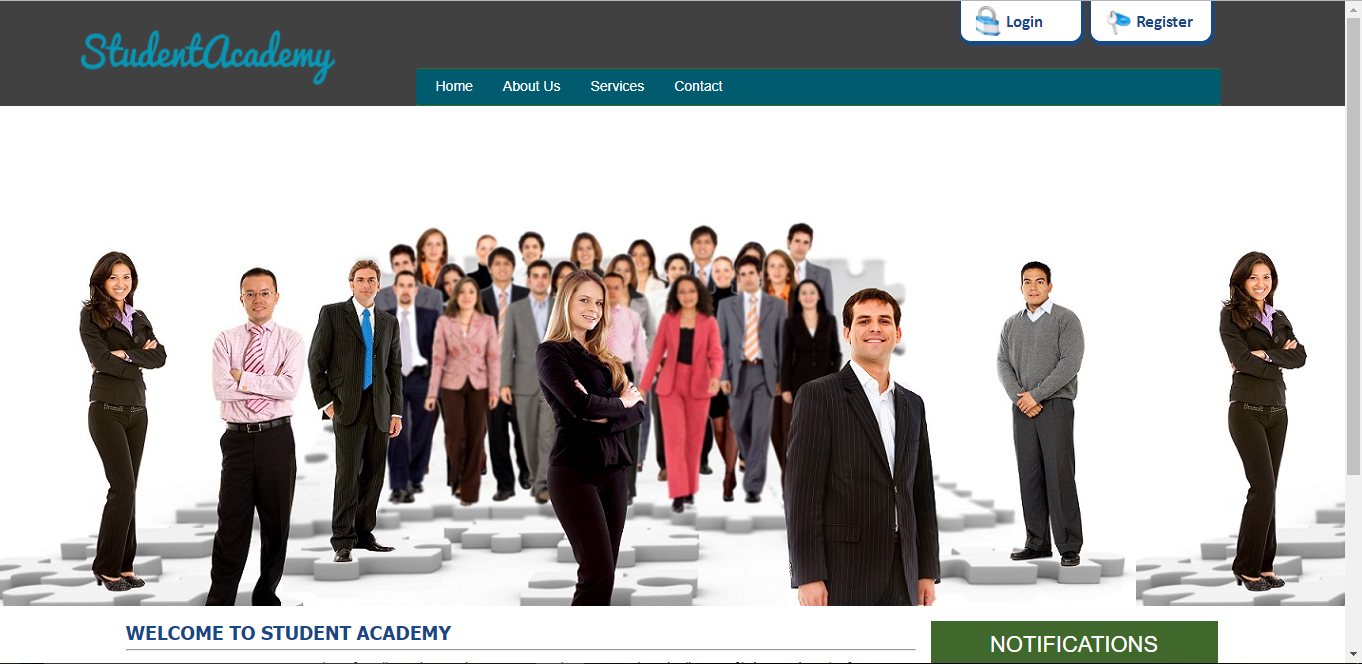 Login
Register
StudentAcademy
Home
About Us
Services
Contact
WELCOME TO STUDENT ACADEMY
NOTIFICATIONS